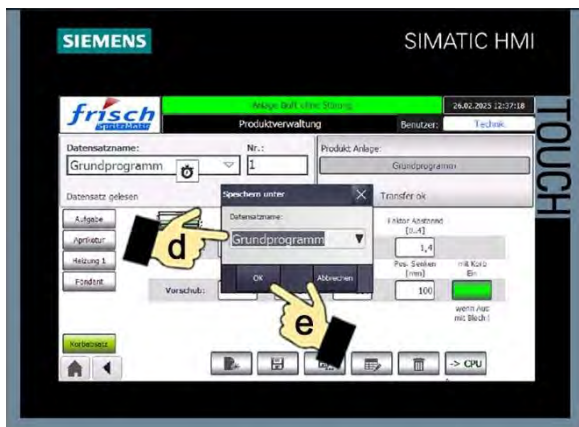 SIEMENS
SIMATIC HMI
TOUCH
frisch
SpritzMatic
Anlage läuft ohne Störung
26.02.2025 12:37:18
Produktverwaltung
Benutzer:
Technik
Datensatzname:
Nr.:
Produkt Anlage:
Grundprogramm
1
Grundprogramm
Datensatz gelesen
Transfer ok
Speichern unter
Datensatzname:
Grundprogramm
OK
Abbrechen
d
e
Aufgabe
Aprikotur
Heizung 1
Fondant
Vorschub:
Faktor Abstand
[0..4]
1,4
Pos. Senken
[mm]
100
mit Korb
Ein
wenn Aus
mit Blech !
Korbeinsatz
-> CPU